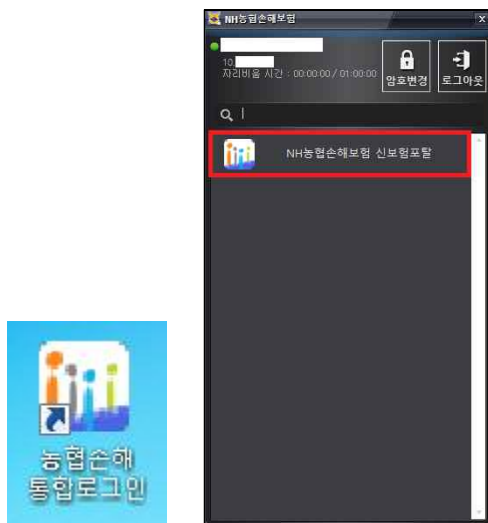 NH농협손해보험
x
10.
자리비움 시간 : 00:00:00 / 01:00:00
암호변경
로그아웃
NH농협손해보험 신보험포탈
농협손해
통합로그인